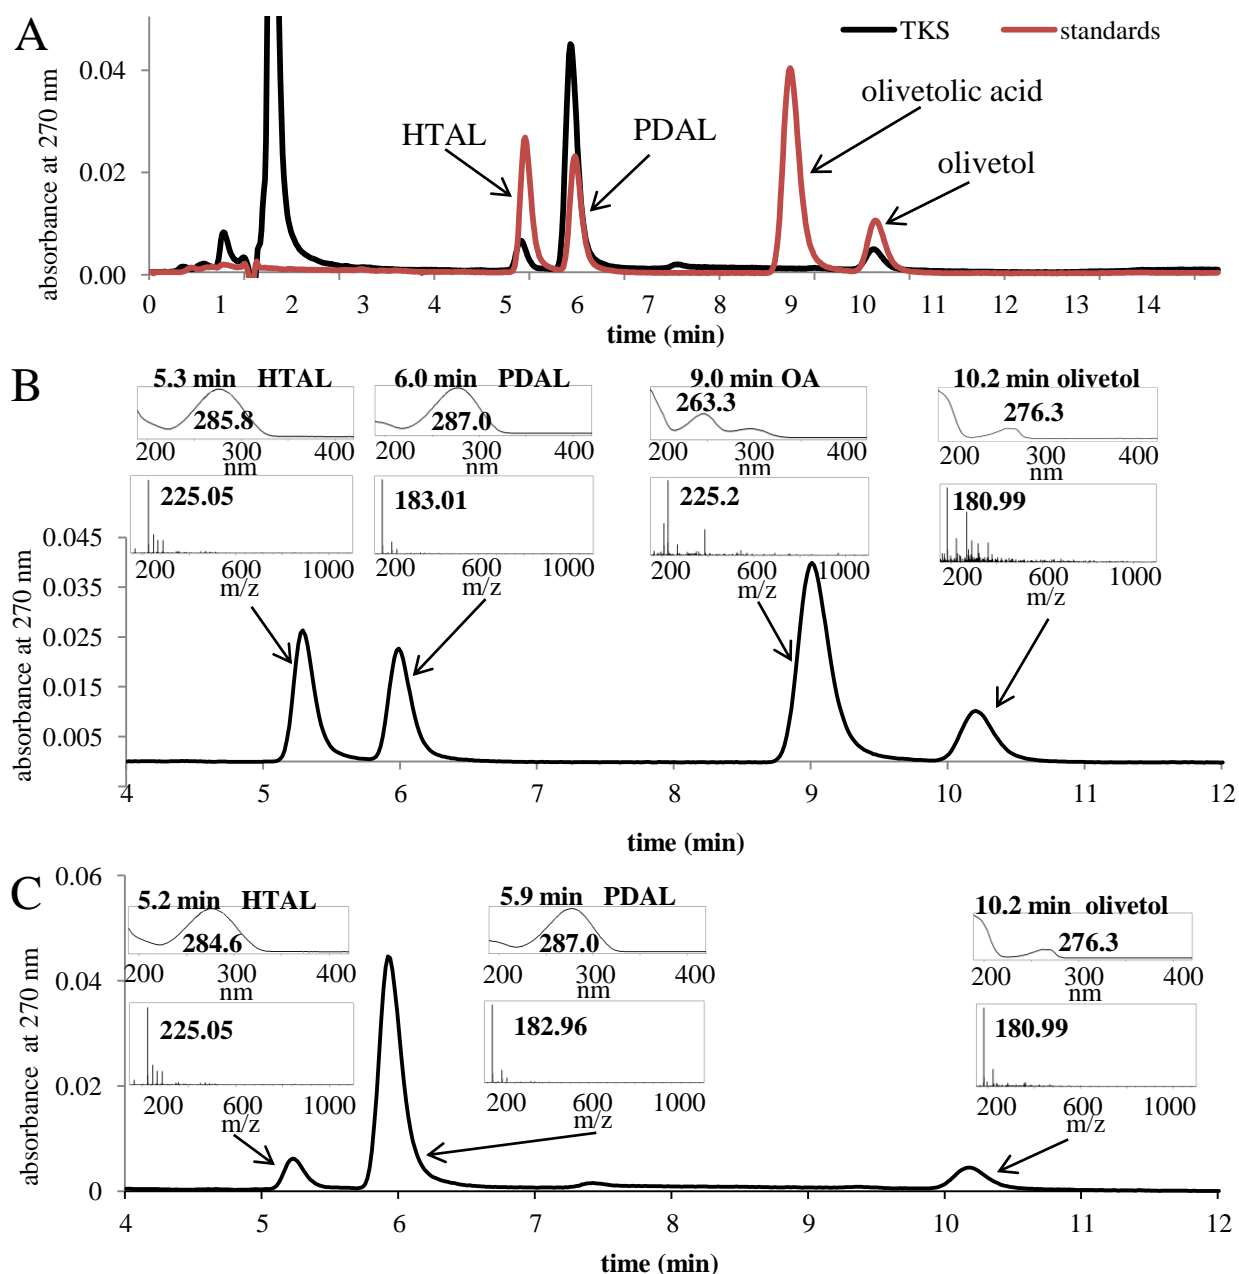 A
TKS
standards
absorbance at 270 nm
0.04
0.02
0.00
HTAL
PDAL
olivetolic acid
olivetol
0 1 2 3 4 5 6 7 8 9 10 11 12 13 14
time (min)
B
5.3 min HTAL
285.8
200 300 400
nm
225.05
200 600 1000
m/z
6.0 min PDAL
287.0
200 300 400
nm
183.01
200 600 1000
m/z
9.0 min OA
263.3
200 300 400
nm
225.2
200 600 1000
m/z
10.2 min olivetol
276.3
200 300 400
nm
180.99
200 600 1000
m/z
absorbance at 270 nm
0.045
0.035
0.025
0.015
0.005
4 5 6 7 8 9 10 11 12
time (min)
C
5.2 min HTAL
284.6
200 300 400
nm
225.05
200 600 1000
m/z
5.9 min PDAL
287.0
200 300 400
nm
182.96
200 600 1000
m/z
10.2 min olivetol
276.3
200 300 400
nm
180.99
200 600 1000
m/z
absorbance at 270 nm
0.06
0.04
0.02
0
4 5 6 7 8 9 10 11 12
time (min)